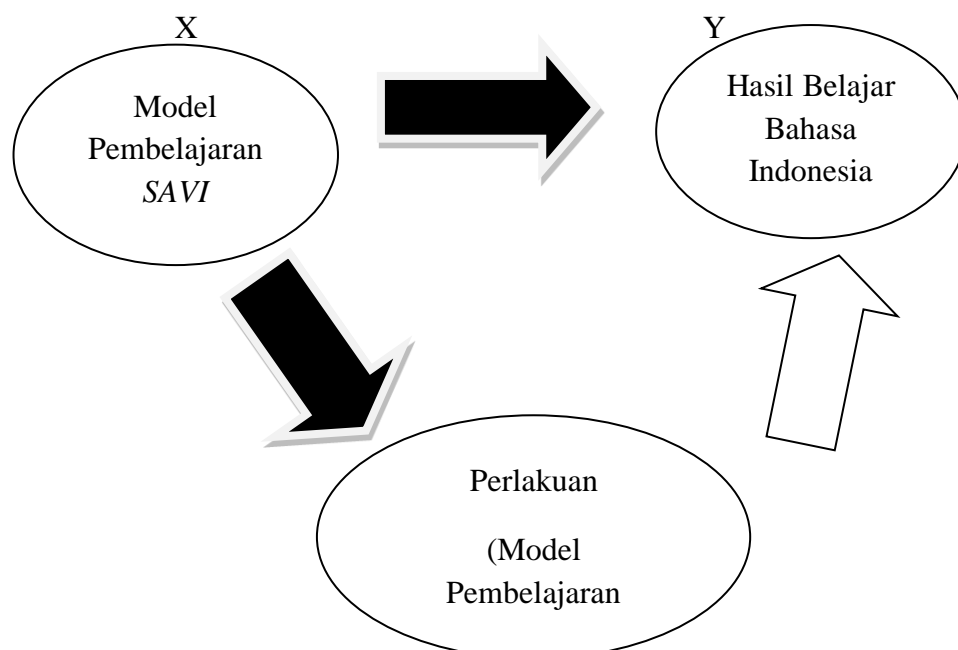 X
Y
Model
Pembelajaran
SAVI
Hasil Belajar
Bahasa
Indonesia
Perlakuan
(Model
Pembelajaran